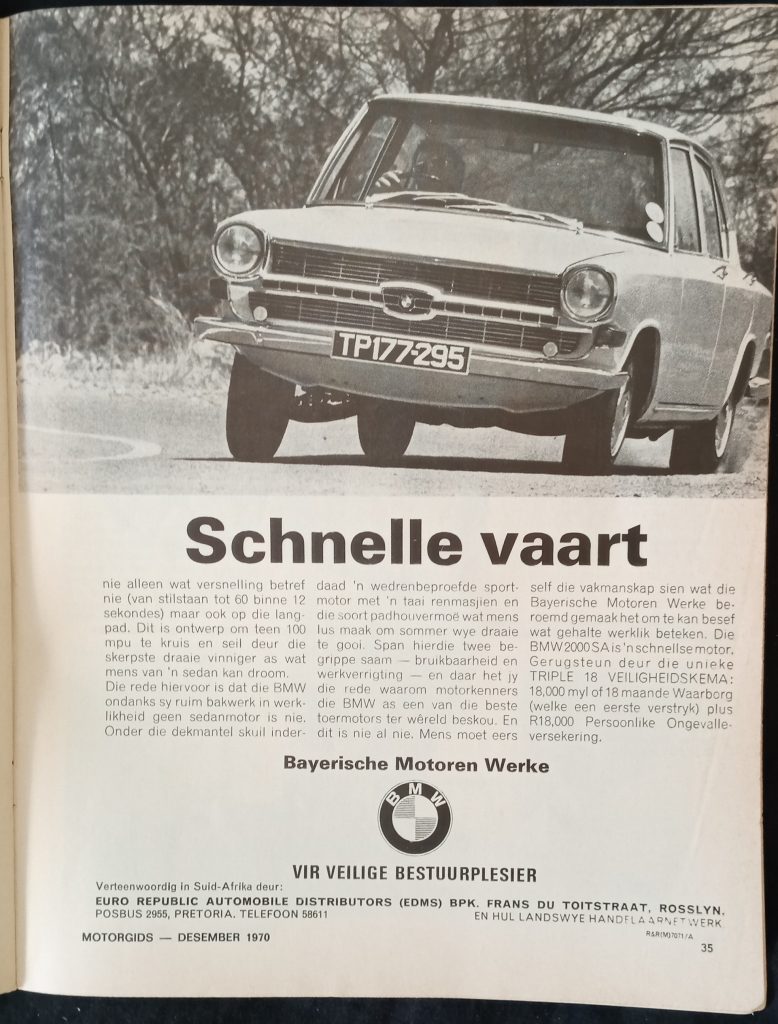 TP177-295
Schnelle vaart
nie alleen wat versnelling betref
nie (van stilstaan tot 60 binne 12
sekondes) maar ook op die lang-
pad. Dit is ontwerp om teen 100
mpu te kruis en seil deur die
skerpste draaie vinniger as wat
mens van 'n sedan kan droom.
Die rede hiervoor is dat die BMW
ondanks sy ruim bakwerk in werk-
likheid geen sedanmotor is nie.
Onder die dekmantel skuil inder-
daad 'n wedrenbeproefde sport-
motor met 'n taai renmasjien en
die soort padhouvermoë wat mens
lus maak om sommer wye draaie
te gooi. Span hierdie twee be-
grippe saam — bruikbaarheid en
werkverrigting — en daar het jy
die rede waarom motorkenners
die BMW as een van die beste
toermotors ter wêreld beskou. En
dit is nie al nie. Mens moet eers
self die vakmanskap sien wat die
Bayerische Motoren Werke be-
roemd gemaak het om te kan besef
wat gehalte werklik beteken. Die
BMW 2000 SA is 'n schnellse motor.
Gerugsteun deur die unieke
TRIPLE 18 VEILIGHEIDSKEMA:
18,000 myl of 18 maande Waarborg
(welke een eerste verstryk) plus
R18,000 Persoonlike Ongevalle-
versekering.
Bayerische Motoren Werke
BMW
VIR VEILIGE BESTUURPLESIER
Verteenwoordig in Suid-Afrika deur:
EURO REPUBLIC AUTOMOBILE DISTRIBUTORS (EDMS) BPK. FRANS DU TOITSTRAAT, ROSSLYN.
POSBUS 2955, PRETORIA. TELEFOON 58611 EN HUL LANDSWYE HANDELAARNETWERK
R&R(M)7071/A
MOTORGIDS — DESEMBER 1970
35